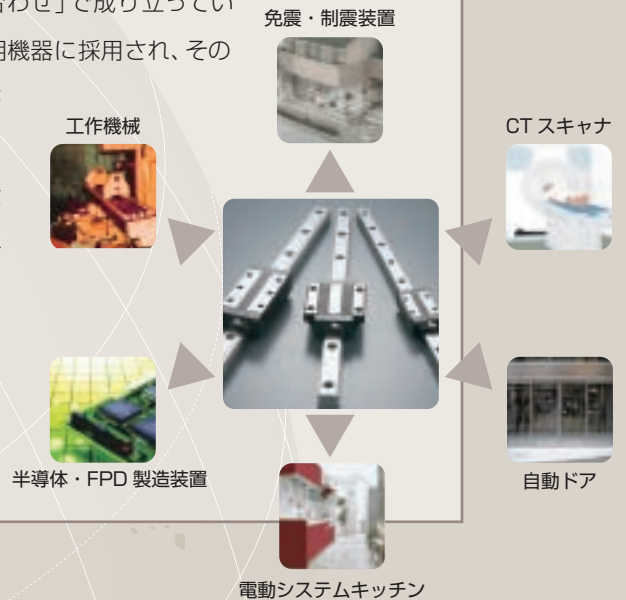 合わせ」で成り立ってい
用機器に採用され、その
免震・制震装置
工作機械
CT スキャナ
半導体・FPD 製造装置
自動ドア
電動システムキッチン